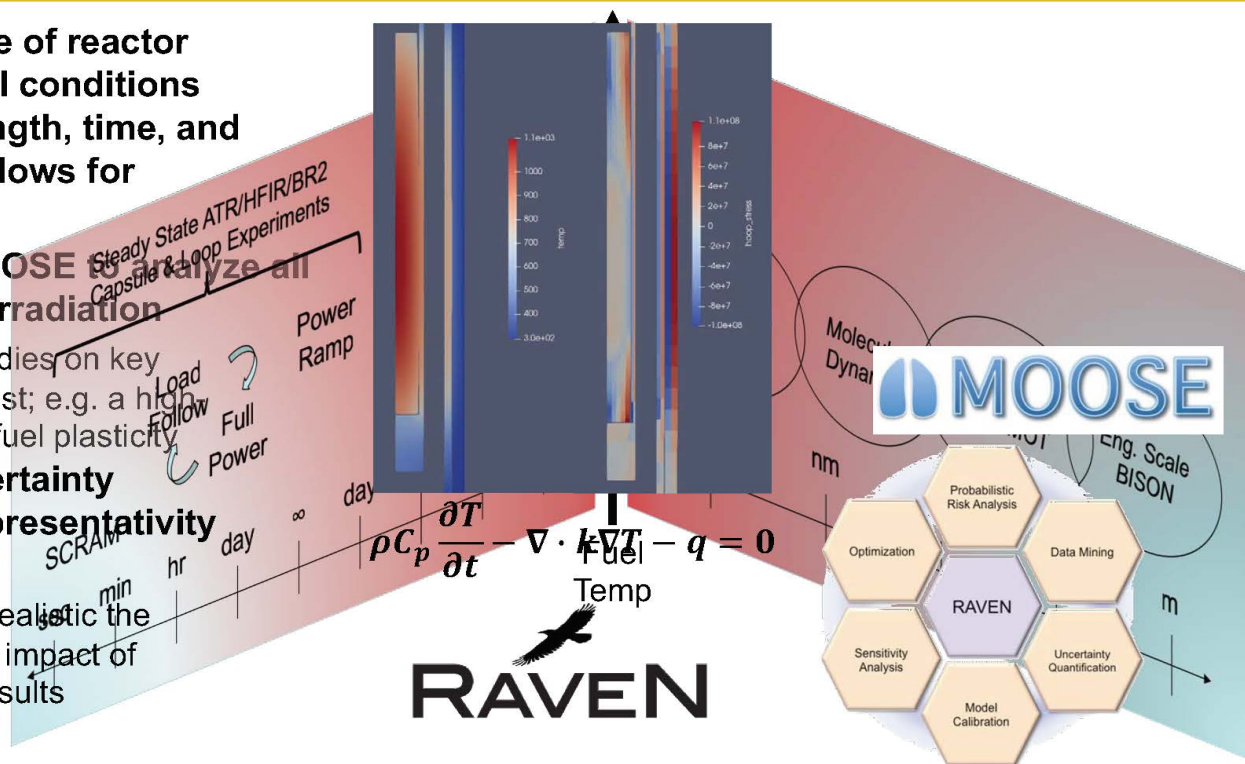 e of reactor
l conditions
ngth, time, and
lows for
OSE to analyze all
rradiation
dies on key
st; e.g. a high-
fuel plasticity
ertainty
presentativity
ealistic the
impact of
sults
Steady State ATR/HFIR/BR2
Capsule & Loop Experiments
Power
Ramp
Load
Follow
Full
Power
SCRAM
sec
min
hr
day
∞
day
1.1e+03
1000
900
800
700
600
500
400
3.0e+02
temp
1.1e+08
8e+7
6e+7
4e+7
2e+7
0
-2e+7
-4e+7
-6e+7
-8e+7
-1.0e+08
hoop_stress
ρC_p ∂T/∂t − ∇ · k∇T − q = 0
Fuel
Temp
RAVEN
Molecu
Dynam
MOOSE
MOT
Eng. Scale
BISON
nm
m
Probabilistic
Risk Analysis
Optimization
Data Mining
RAVEN
Sensitivity
Analysis
Uncertainty
Quantification
Model
Calibration